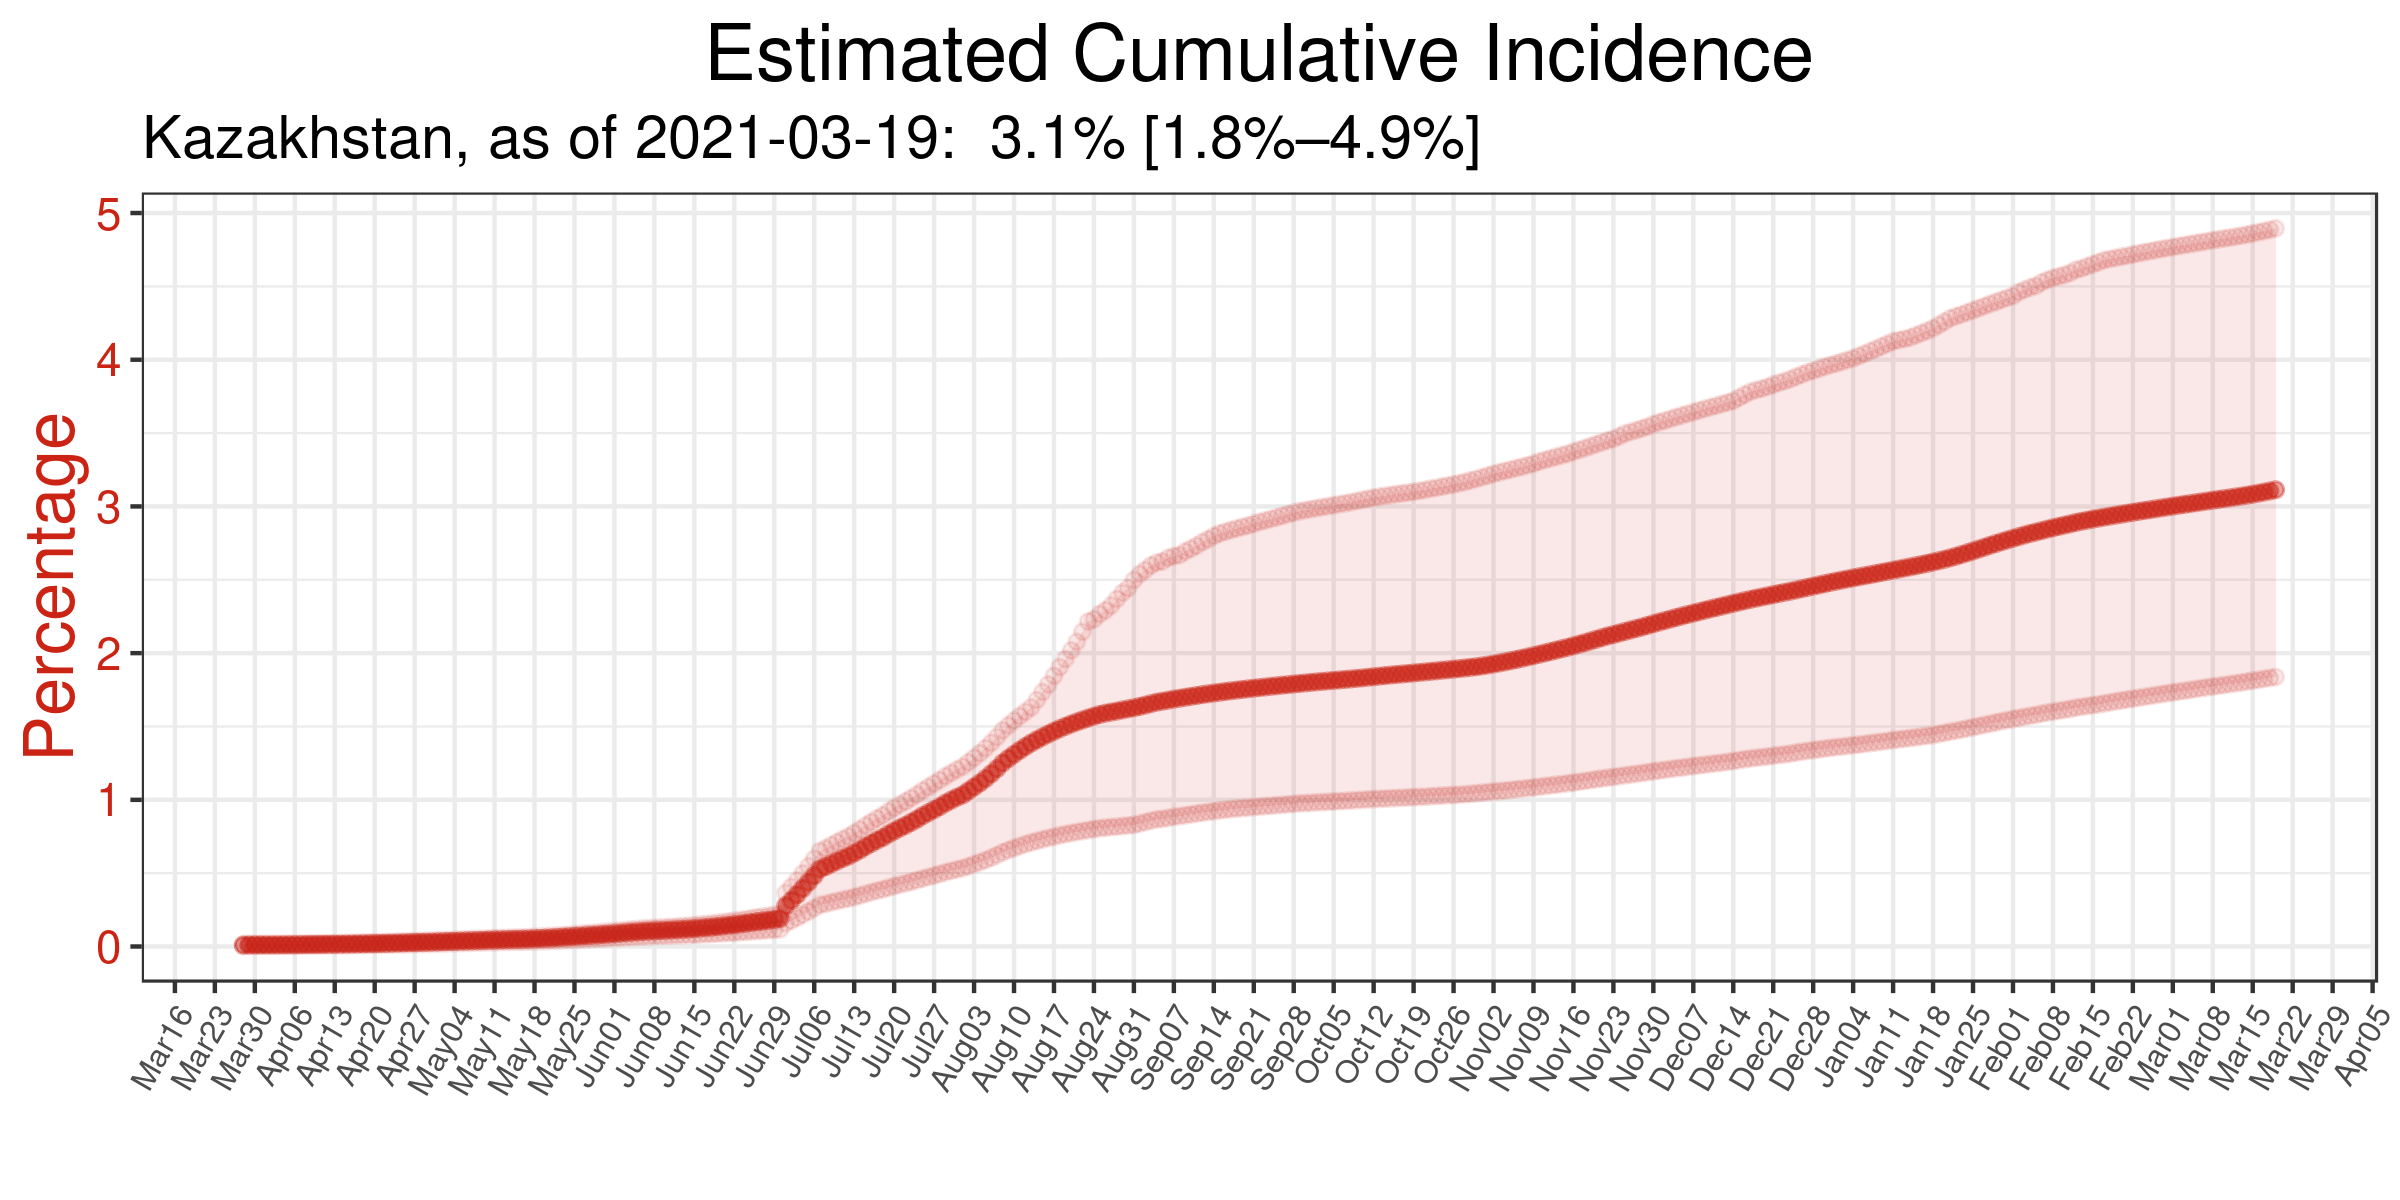 Estimated Cumulative Incidence
Kazakhstan, as of 2021-03-19:  3.1% [1.8%–4.9%]
Percentage
5
4
3
2
1
0
Mar16
Mar23
Mar30
Apr06
Apr13
Apr20
Apr27
May04
May11
May18
May25
Jun01
Jun08
Jun15
Jun22
Jun29
Jul06
Jul13
Jul20
Jul27
Aug03
Aug10
Aug17
Aug24
Aug31
Sep07
Sep14
Sep21
Sep28
Oct05
Oct12
Oct19
Oct26
Nov02
Nov09
Nov16
Nov23
Nov30
Dec07
Dec14
Dec21
Dec28
Jan04
Jan11
Jan18
Jan25
Feb01
Feb08
Feb15
Feb22
Mar01
Mar08
Mar15
Mar22
Mar29
Apr05